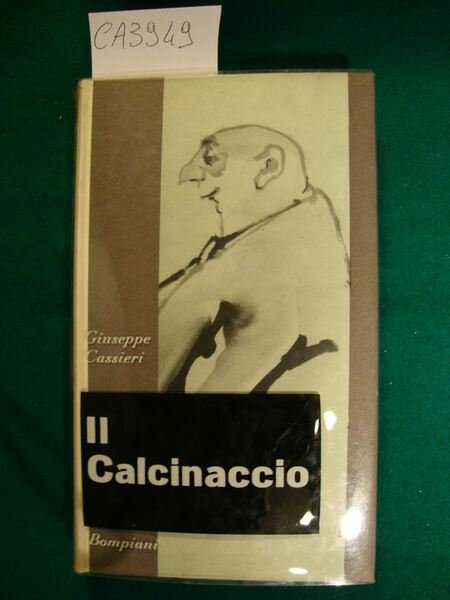 CA3949
Giuseppe
Cassieri
Il
Calcinaccio
Bompiani